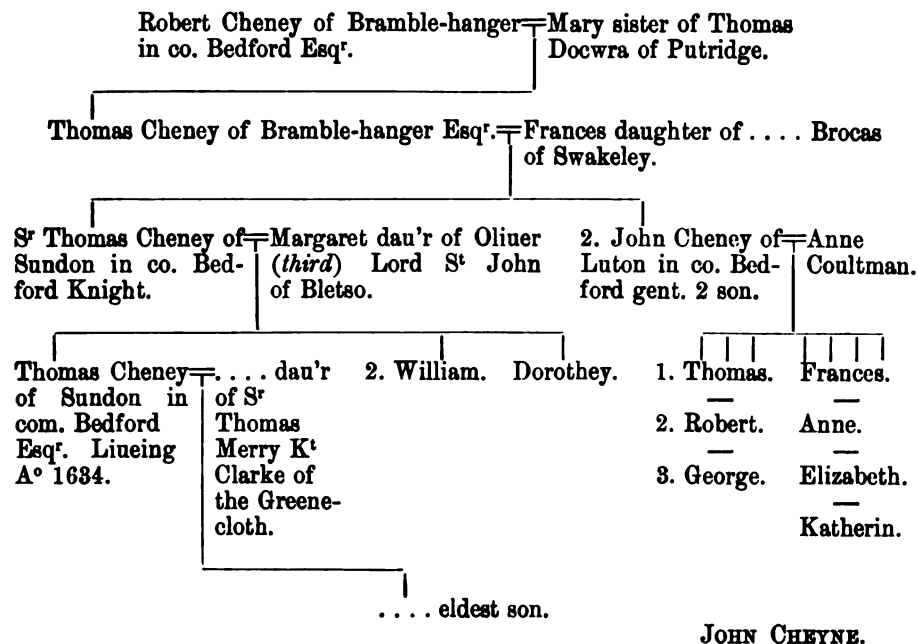 Robert Cheney of Bramble-hanger
in co. Bedford Esqʳ.
Mary sister of Thomas
Docwra of Putridge.
Thomas Cheney of Bramble-hanger Esqʳ.
Frances daughter of . . . . Brocas
of Swakeley.
Sʳ Thomas Cheney of
Sundon in co. Bed-
ford Knight.
Margaret dau'r of Oliuer
(third) Lord Sᵗ John
of Bletso.
2. John Cheney of
Luton in co. Bed-
ford gent. 2 son.
Anne
Coultman.
Thomas Cheney
of Sundon in
com. Bedford
Esqʳ. Liueing
Aº 1634.
. . . . dau'r
of Sʳ
Thomas
Merry Kᵗ
Clarke of
the Greene-
cloth.
2. William.
Dorothey.
1. Thomas.
2. Robert.
3. George.
Frances.
Anne.
Elizabeth.
Katherin.
. . . . eldest son.
JOHN CHEYNE.